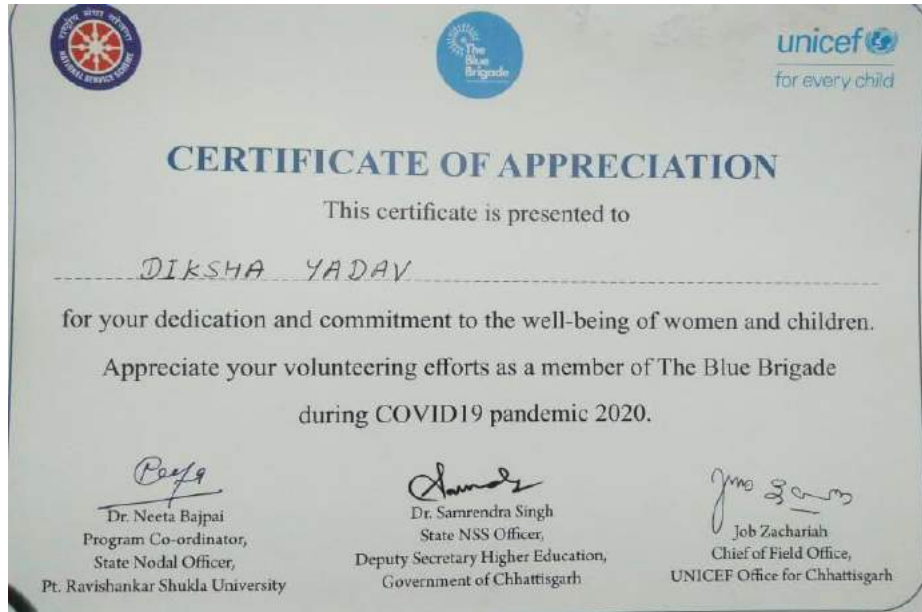 राष्ट्रीय सेवा योजना
NATIONAL SERVICE SCHEME
The
Blue
Brigade
unicef
for every child
CERTIFICATE OF APPRECIATION
This certificate is presented to
DIKSHA YADAV
for your dedication and commitment to the well-being of women and children.
Appreciate your volunteering efforts as a member of The Blue Brigade
during COVID19 pandemic 2020.
Dr. Neeta Bajpai
Program Co-ordinator,
State Nodal Officer,
Pt. Ravishankar Shukla University
Dr. Samrendra Singh
State NSS Officer,
Deputy Secretary Higher Education,
Government of Chhattisgarh
Job Zachariah
Chief of Field Office,
UNICEF Office for Chhattisgarh